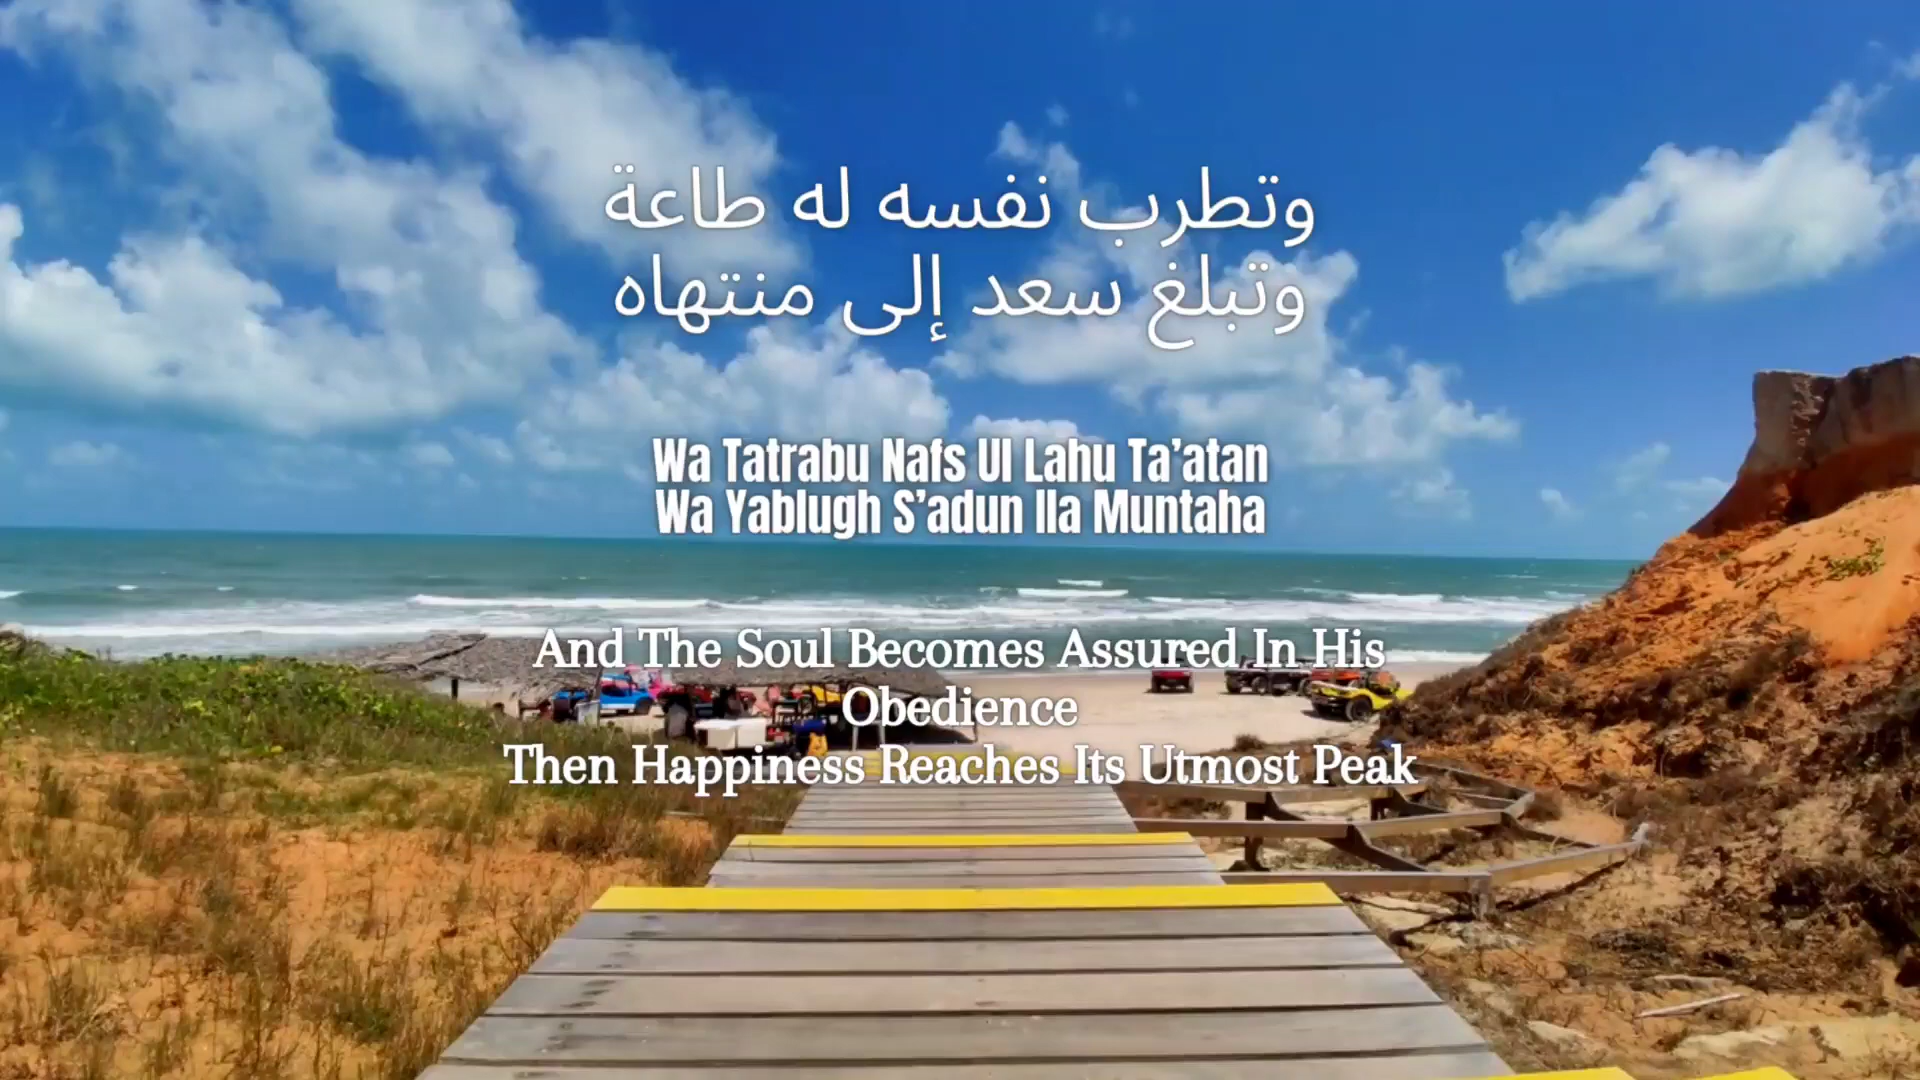 وتطرب نفسه له طاعة
وتبلغ سعد إلى منتهاه
Wa Tatrabu Nafs Ul Lahu Ta’atan
Wa Yablugh S’adun Ila Muntaha
And The Soul Becomes Assured In His
Obedience
Then Happiness Reaches Its Utmost Peak